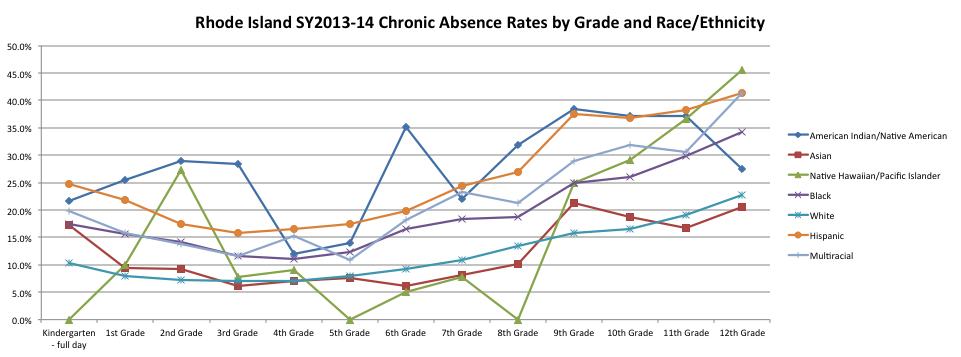 Rhode Island SY2013-14 Chronic Absence Rates by Grade and Race/Ethnicity
50.0%
45.0%
40.0%
35.0%
30.0%
25.0%
20.0%
15.0%
10.0%
5.0%
0.0%
Kindergarten - full day
1st Grade
2nd Grade
3rd Grade
4th Grade
5th Grade
6th Grade
7th Grade
8th Grade
9th Grade
10th Grade
11th Grade
12th Grade
American Indian/Native American
Asian
Native Hawaiian/Pacific Islander
Black
White
Hispanic
Multiracial